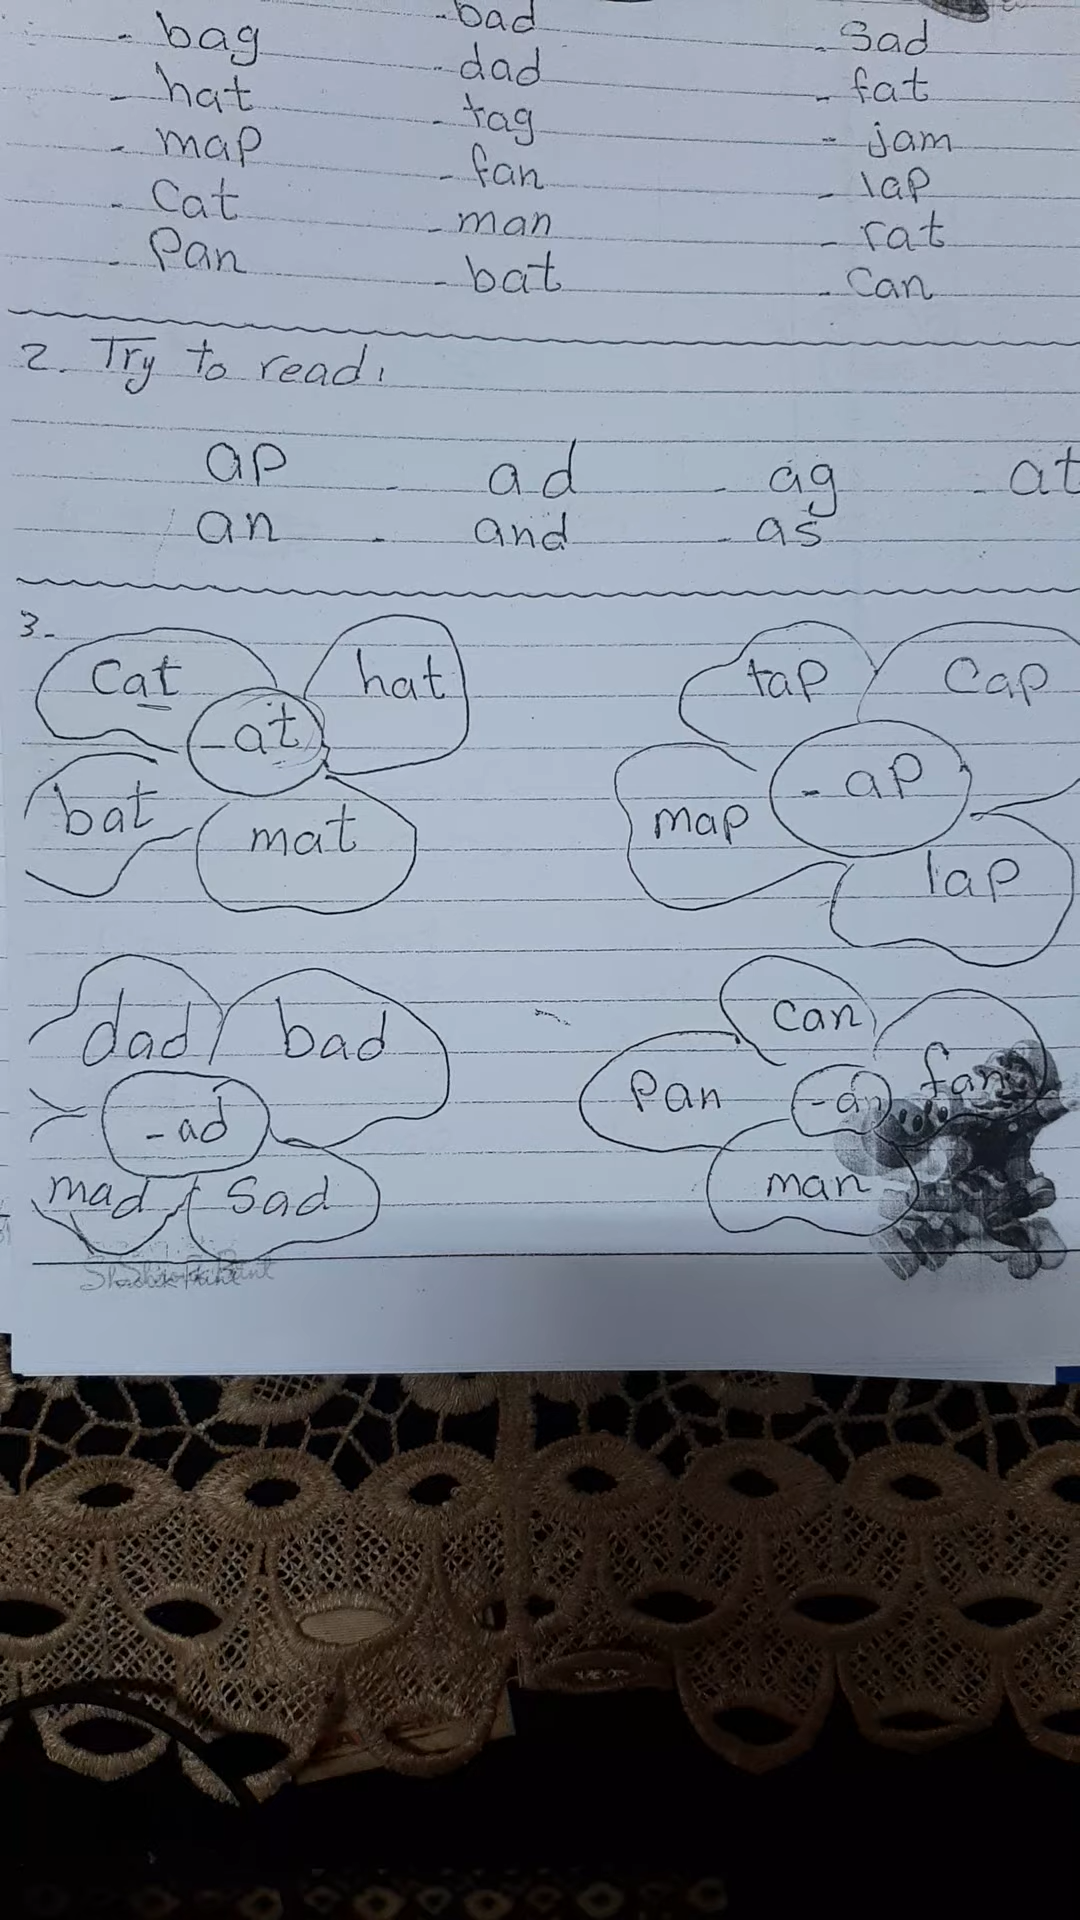 - bag - bad - Sad
- hat - dad - fat
- map - tag - jam
- Cat - fan - lap
- Pan - man - rat
- bat - can
2. Try to read:
ap - ad - ag - at
an - and - as
3-
Cat hat
- at
bat mat
tap Cap
- ap
map lap
dad bad
- ad
mad Sad
can
Pan - an fan
man